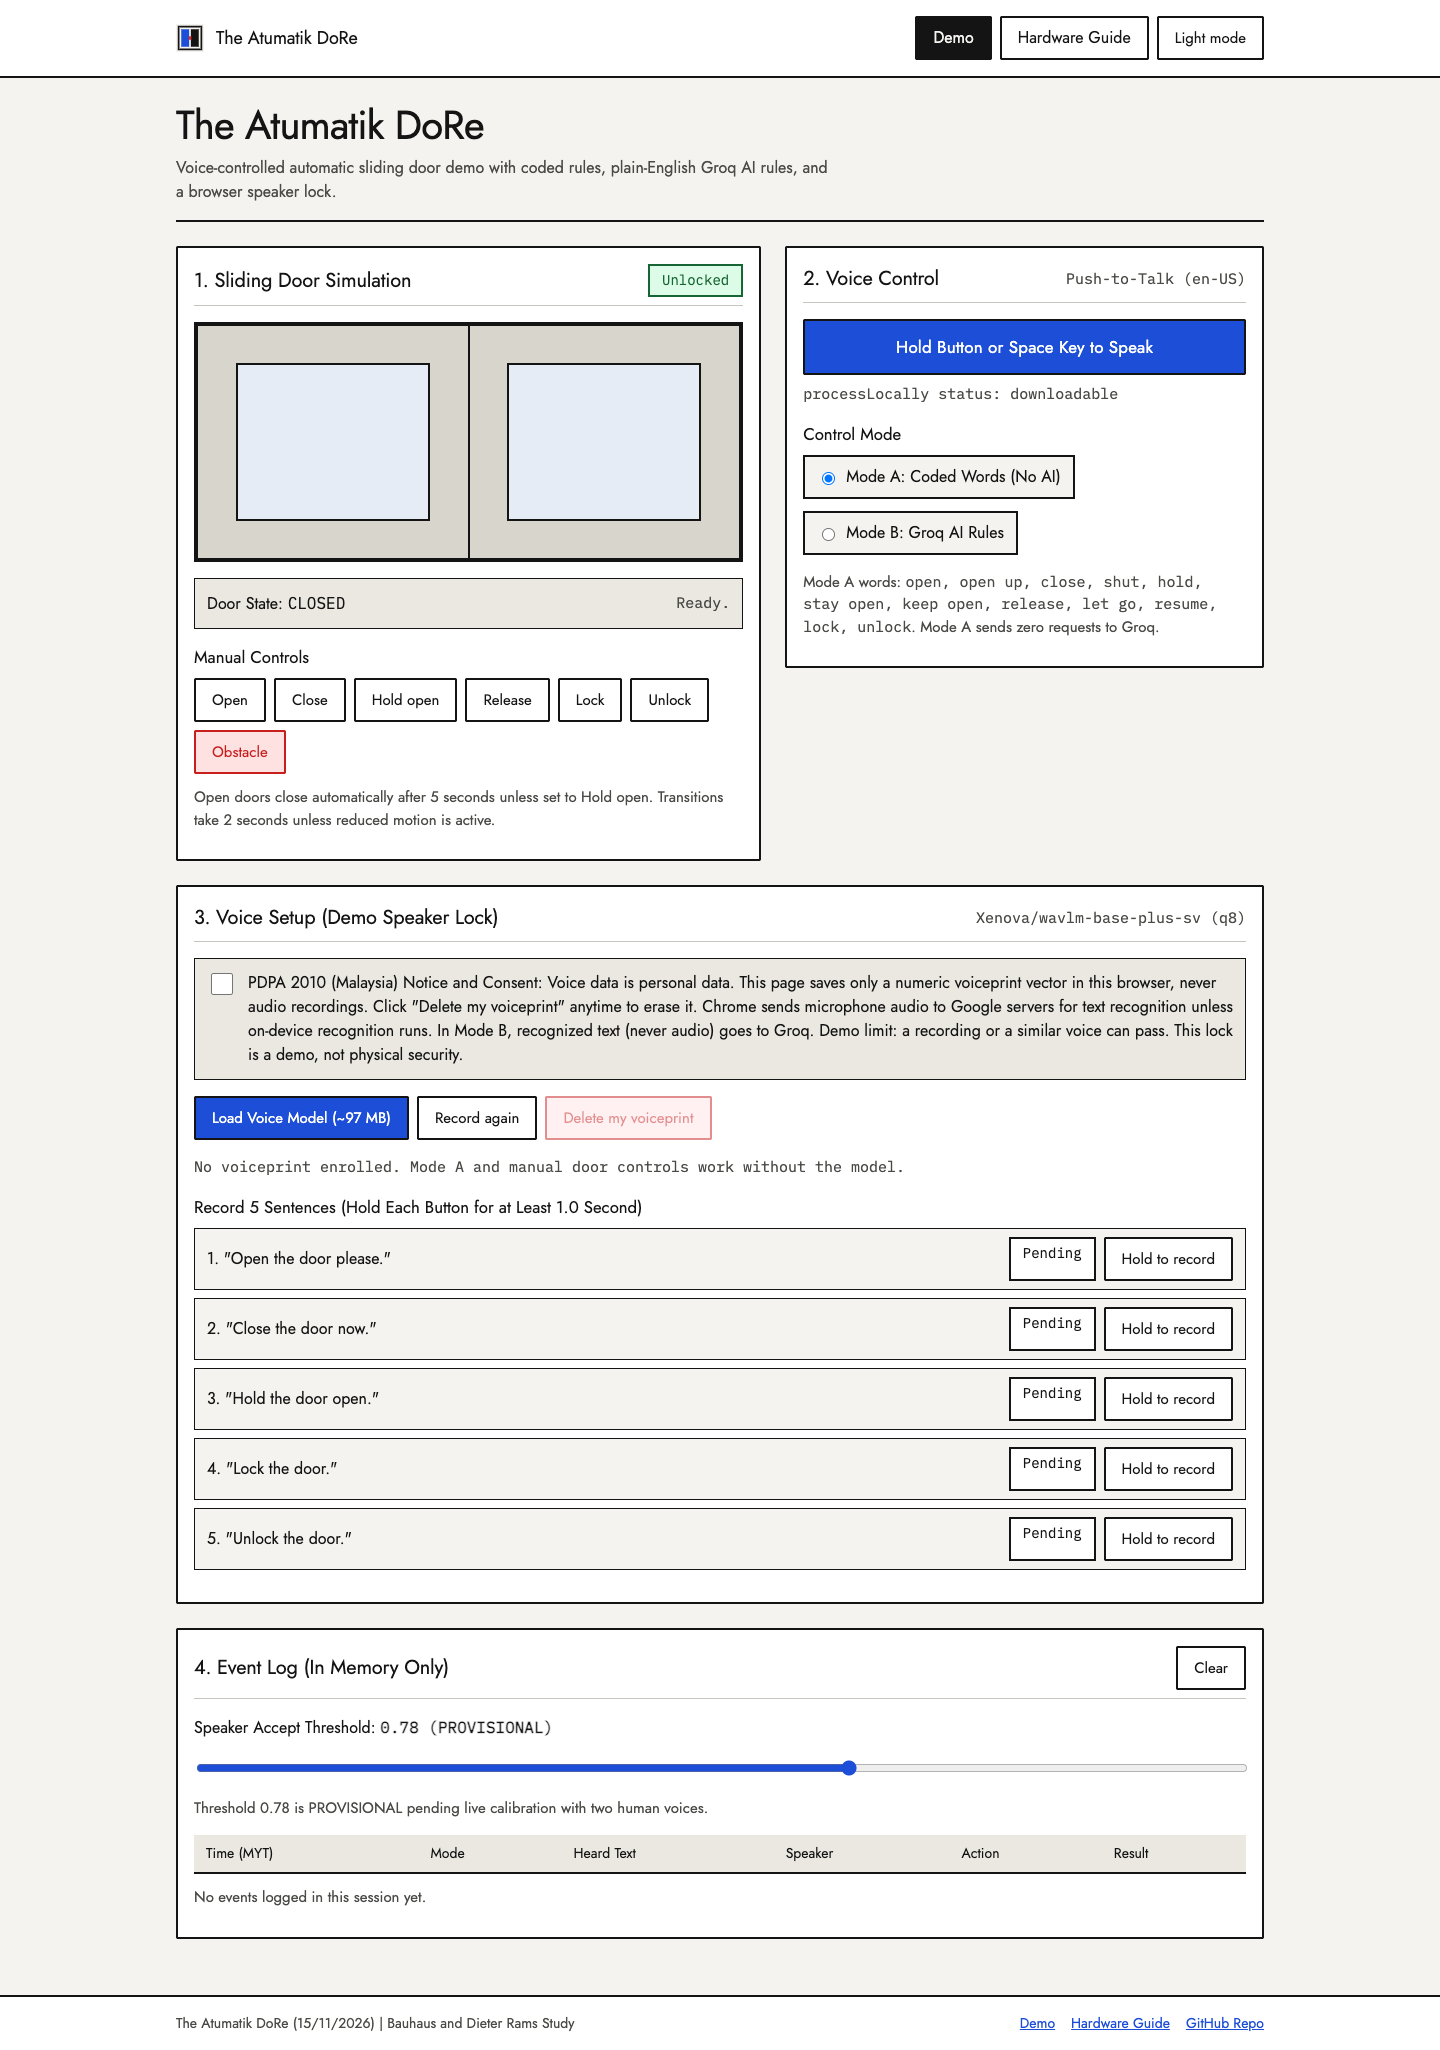 The Atumatik DoRe
Demo
Hardware Guide
Light mode
The Atumatik DoRe
Voice-controlled automatic sliding door demo with coded rules, plain-English Groq AI rules, and
a browser speaker lock.
1. Sliding Door Simulation
Unlocked
Door State: CLOSED
Ready.
Manual Controls
Open
Close
Hold open
Release
Lock
Unlock
Obstacle
Open doors close automatically after 5 seconds unless set to Hold open. Transitions
take 2 seconds unless reduced motion is active.
2. Voice Control
Push-to-Talk (en-US)
Hold Button or Space Key to Speak
processLocally status: downloadable
Control Mode
Mode A: Coded Words (No AI)
Mode B: Groq AI Rules
Mode A words: open, open up, close, shut, hold,
stay open, keep open, release, let go, resume,
lock, unlock. Mode A sends zero requests to Groq.
3. Voice Setup (Demo Speaker Lock)
Xenova/wavlm-base-plus-sv (q8)
PDPA 2010 (Malaysia) Notice and Consent: Voice data is personal data. This page saves only a numeric voiceprint vector in this browser, never
audio recordings. Click "Delete my voiceprint" anytime to erase it. Chrome sends microphone audio to Google servers for text recognition unless
on-device recognition runs. In Mode B, recognized text (never audio) goes to Groq. Demo limit: a recording or a similar voice can pass. This lock
is a demo, not physical security.
Load Voice Model (~97 MB)
Record again
Delete my voiceprint
No voiceprint enrolled. Mode A and manual door controls work without the model.
Record 5 Sentences (Hold Each Button for at Least 1.0 Second)
1. "Open the door please."
Pending
Hold to record
2. "Close the door now."
Pending
Hold to record
3. "Hold the door open."
Pending
Hold to record
4. "Lock the door."
Pending
Hold to record
5. "Unlock the door."
Pending
Hold to record
4. Event Log (In Memory Only)
Clear
Speaker Accept Threshold: 0.78 (PROVISIONAL)
Threshold 0.78 is PROVISIONAL pending live calibration with two human voices.
Time (MYT)
Mode
Heard Text
Speaker
Action
Result
No events logged in this session yet.
The Atumatik DoRe (15/11/2026) | Bauhaus and Dieter Rams Study
Demo
Hardware Guide
GitHub Repo